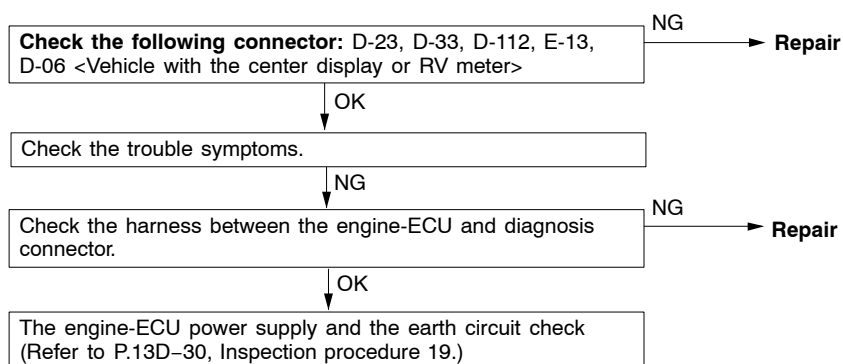 Check the following connector: D-23, D-33, D-112, E-13,
D-06 <Vehicle with the center display or RV meter>
NG
Repair
OK
Check the trouble symptoms.
NG
Check the harness between the engine-ECU and diagnosis
connector.
NG
Repair
OK
The engine-ECU power supply and the earth circuit check
(Refer to P.13D–30, Inspection procedure 19.)